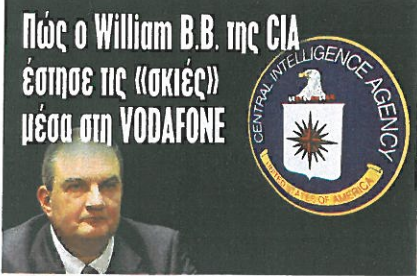 Πώς ο William B.B. της CIA
έστησε τις «σκιές»
μέσα στη VODAFONE
CENTRAL INTELLIGENCE AGENCY
UNITED STATES OF AMERICA